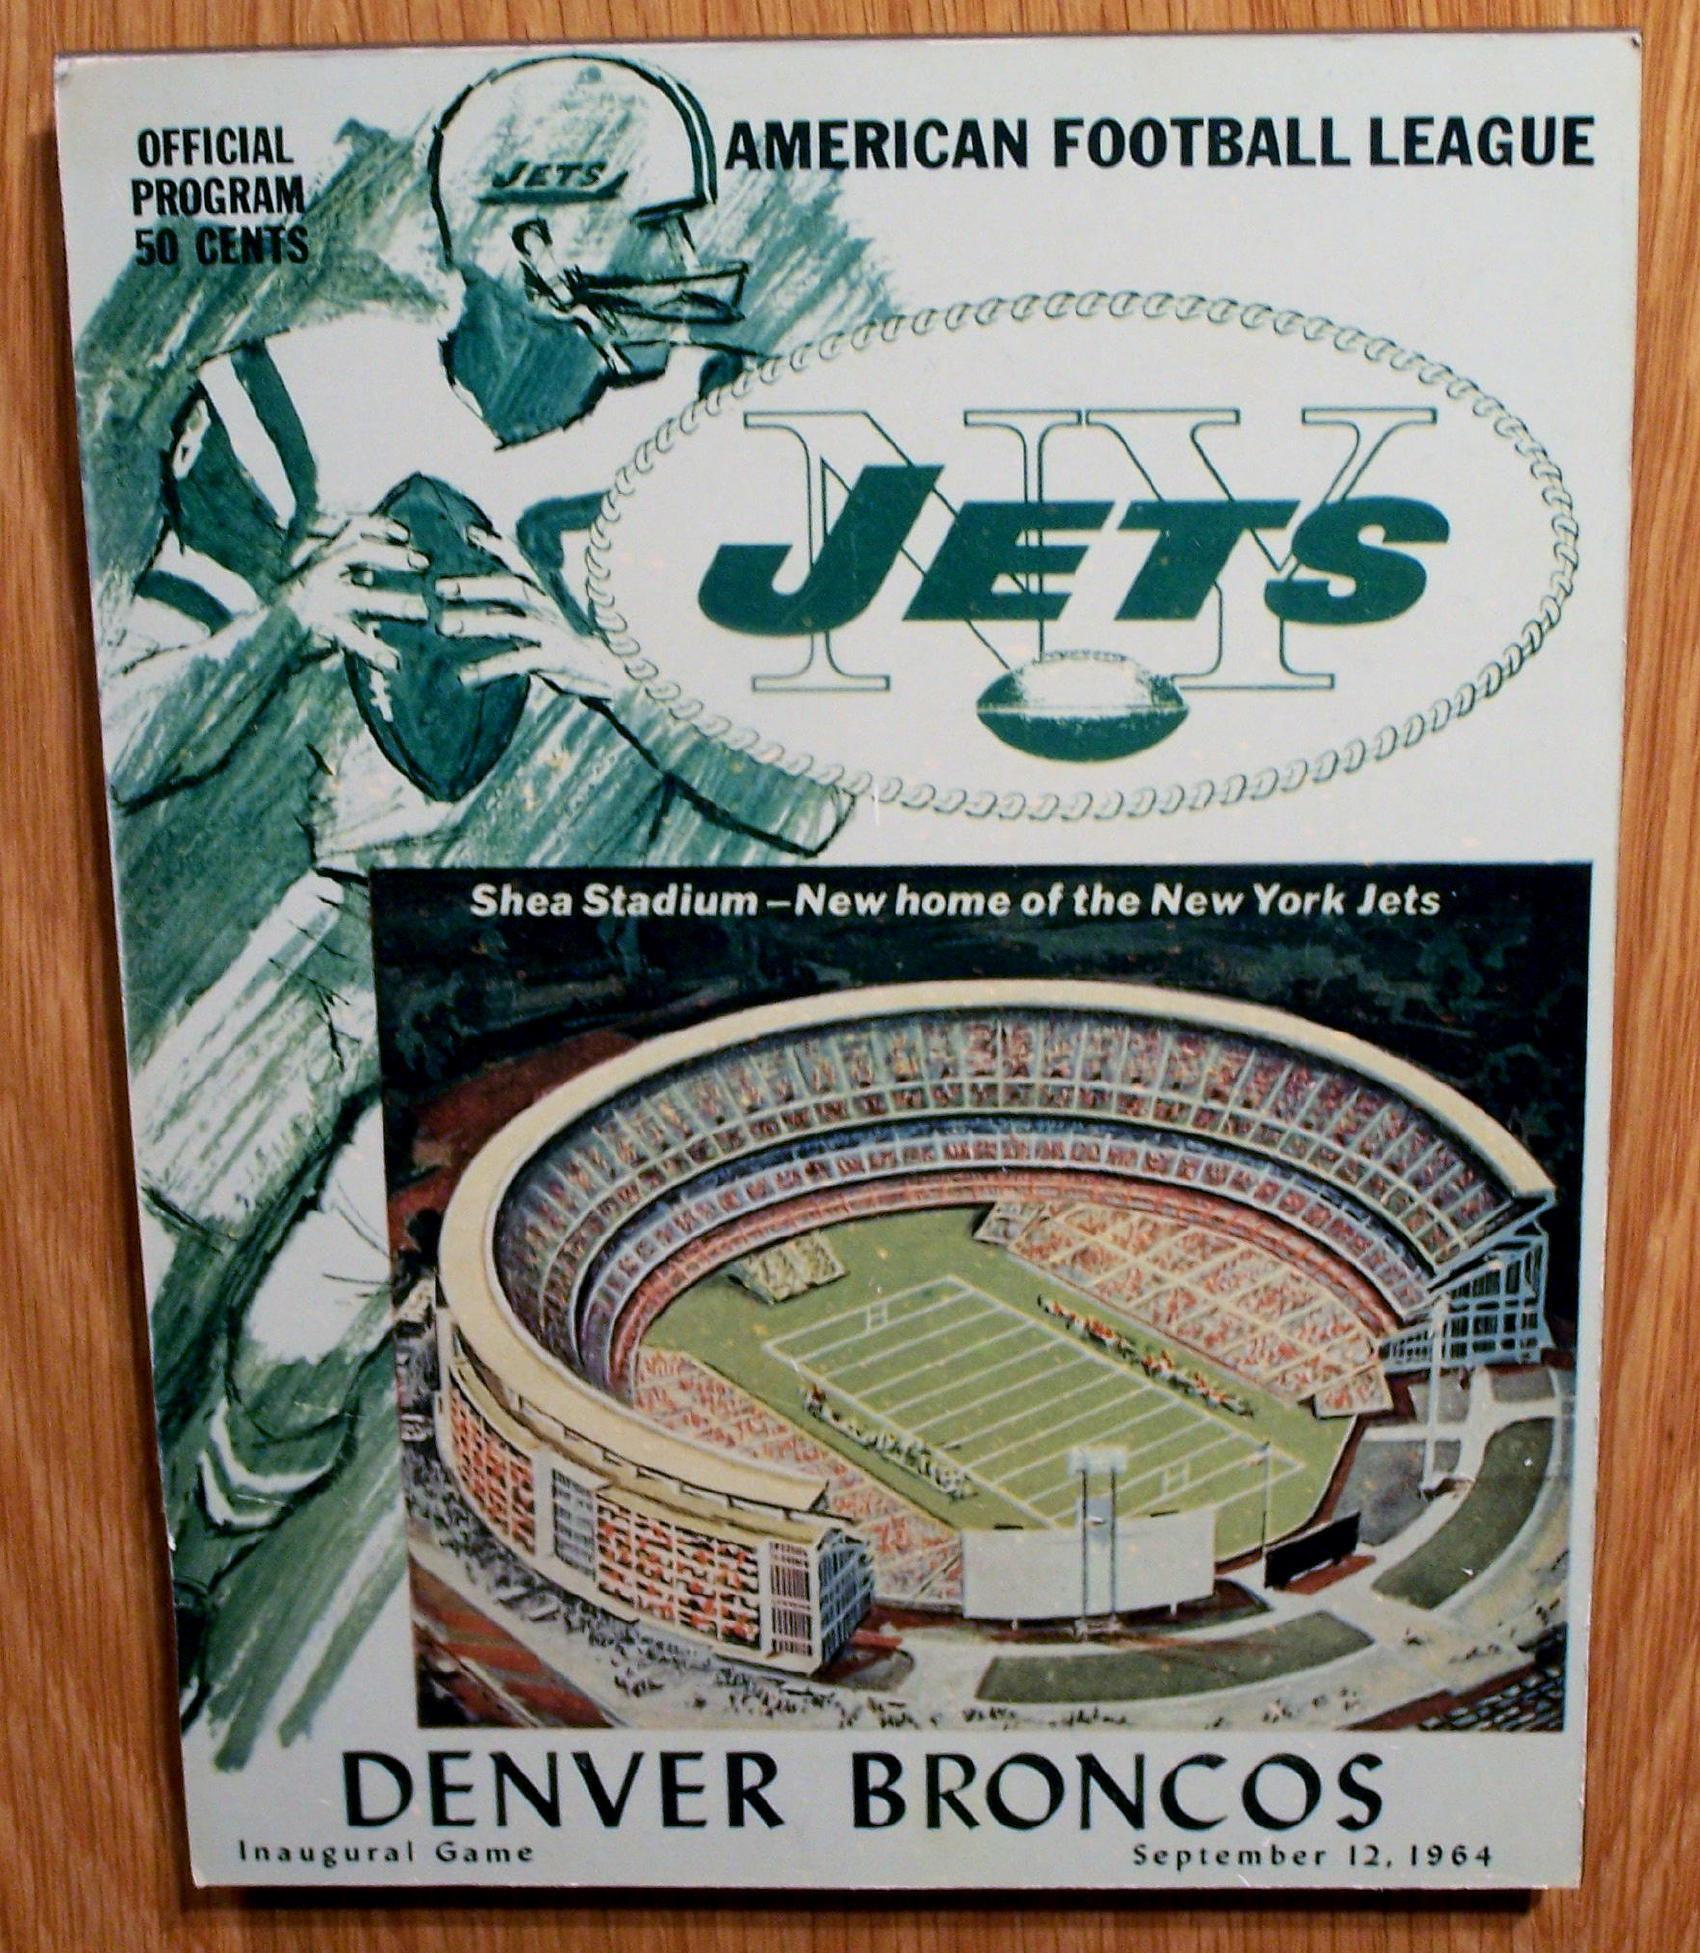 OFFICIAL
PROGRAM
50 CENTS
AMERICAN FOOTBALL LEAGUE
JETS
NY
JETS
Shea Stadium – New home of the New York Jets
DENVER BRONCOS
Inaugural Game
September 12, 1964